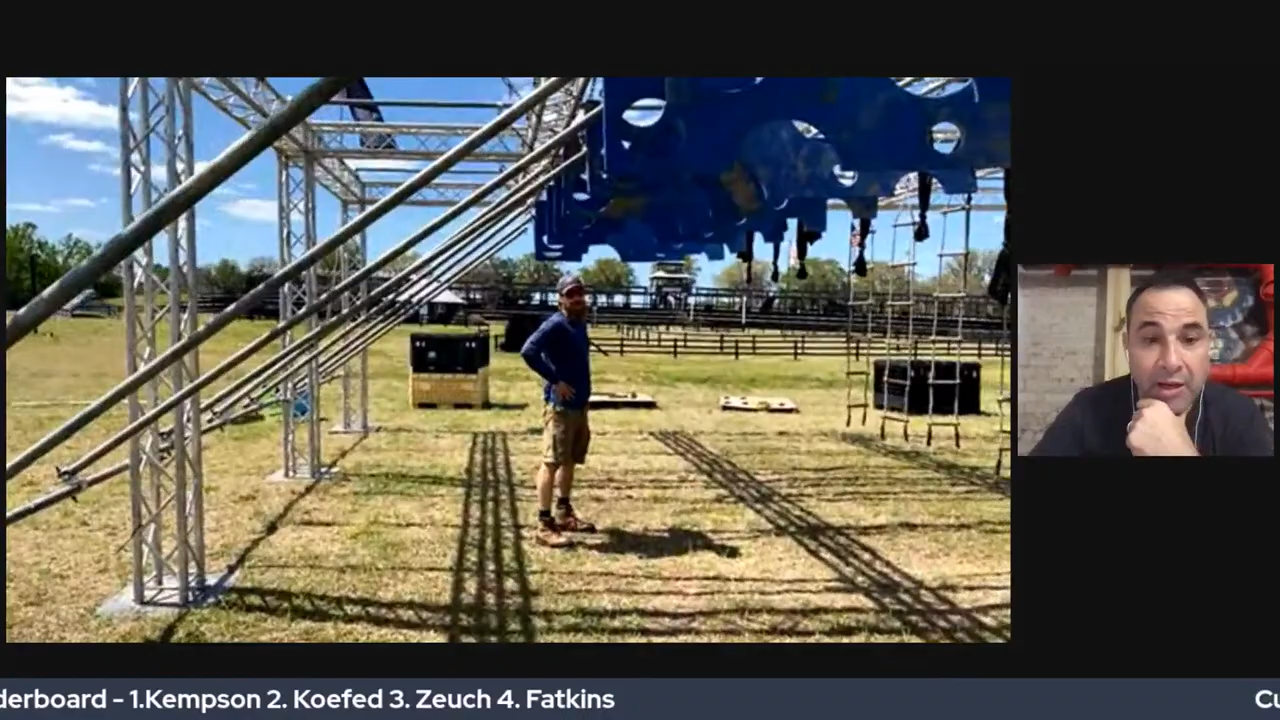 derboard - 1.Kempson 2. Koefed 3. Zeuch 4. Fatkins
Cu